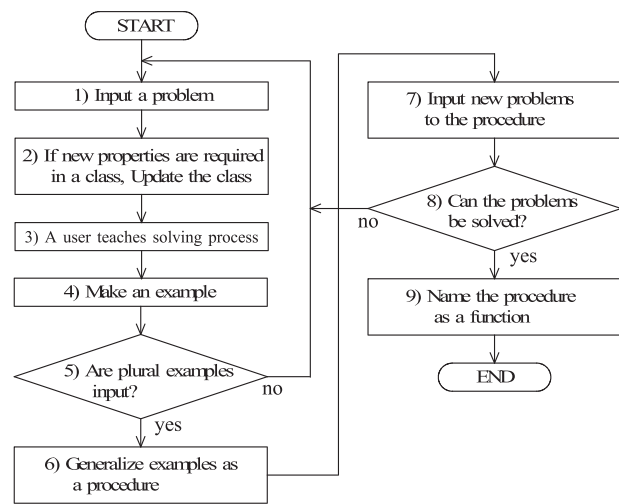 START
1) Input a problem
2) If new properties are required
in a class, Update the class
3) A user teaches solving process
4) Make an example
5) Are plural examples
input?
no
yes
6) Generalize examples as
a procedure
7) Input new problems
to the procedure
8) Can the problems
be solved?
no
yes
9) Name the procedure
as a function
END